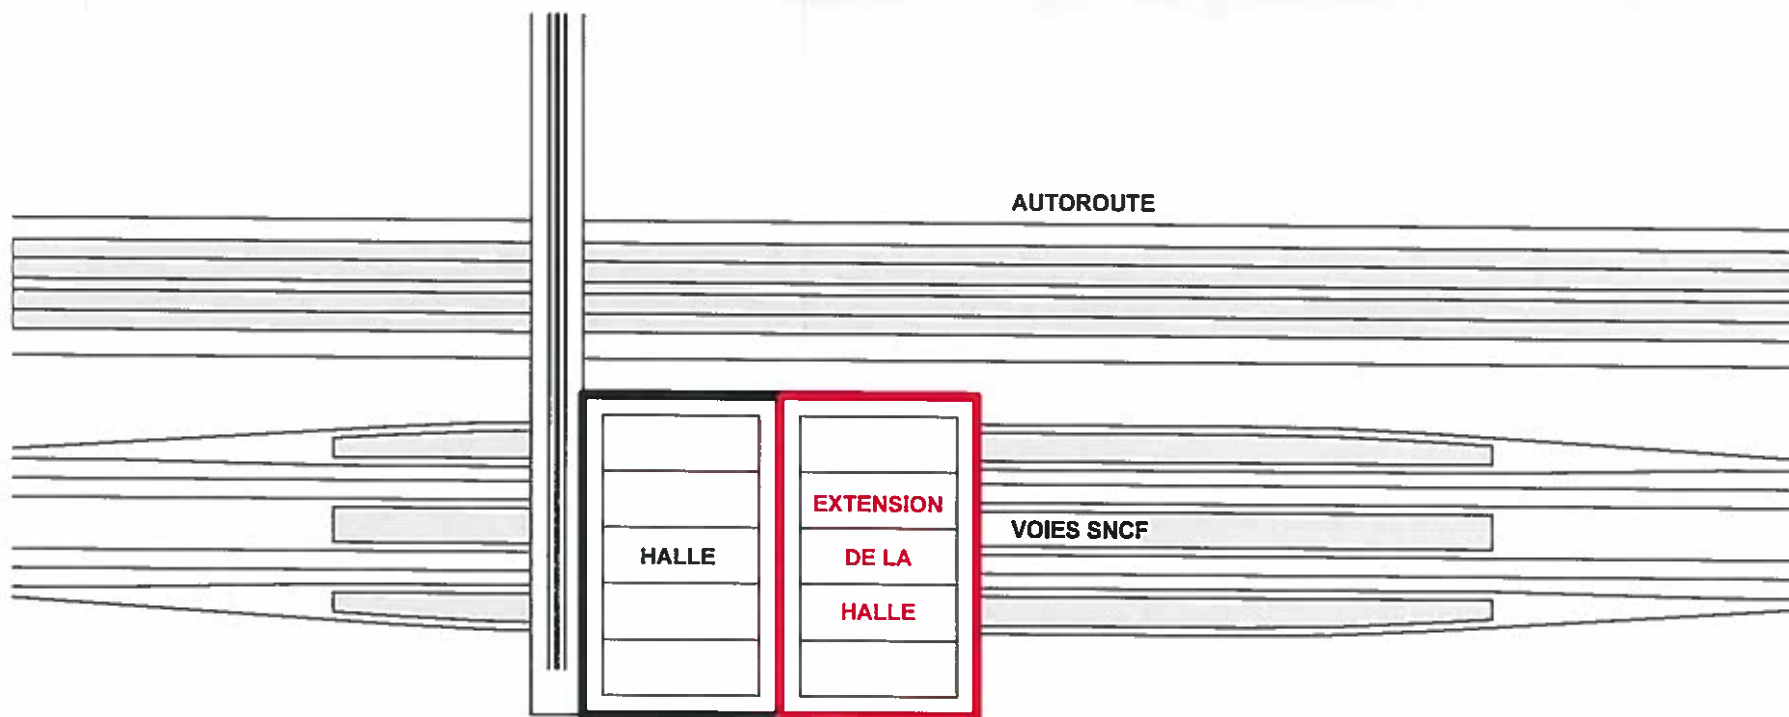 AUTOROUTE
EXTENSION
VOIES SNCF
HALLE
DE LA
HALLE